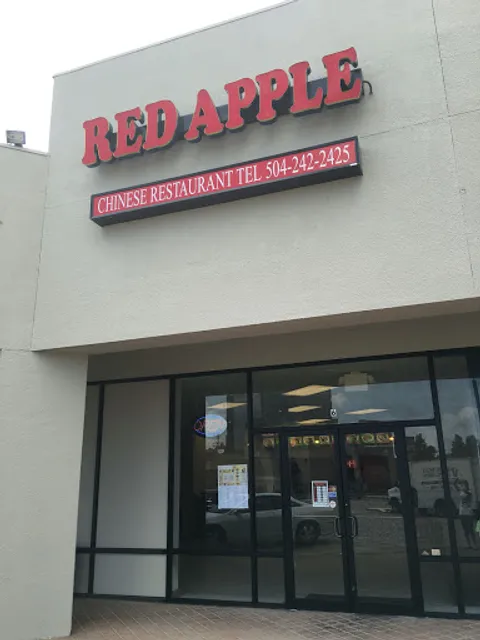 RED APPLE
CHINESE RESTAURANT TEL 504-242-2425